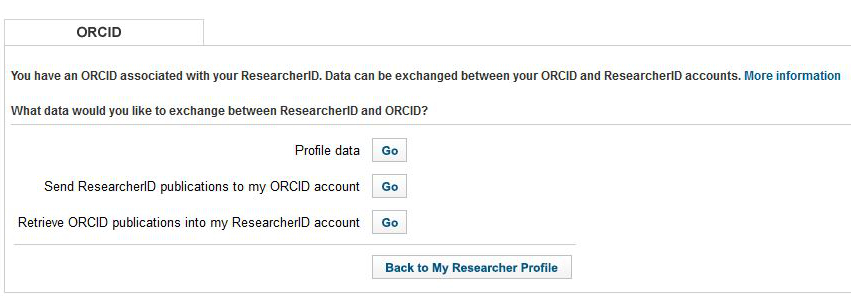 ORCID
You have an ORCID associated with your ResearcherID. Data can be exchanged between your ORCID and ResearcherID accounts. More information
What data would you like to exchange between ResearcherID and ORCID?
Profile data Go
Send ResearcherID publications to my ORCID account Go
Retrieve ORCID publications into my ResearcherID account Go
Back to My Researcher Profile